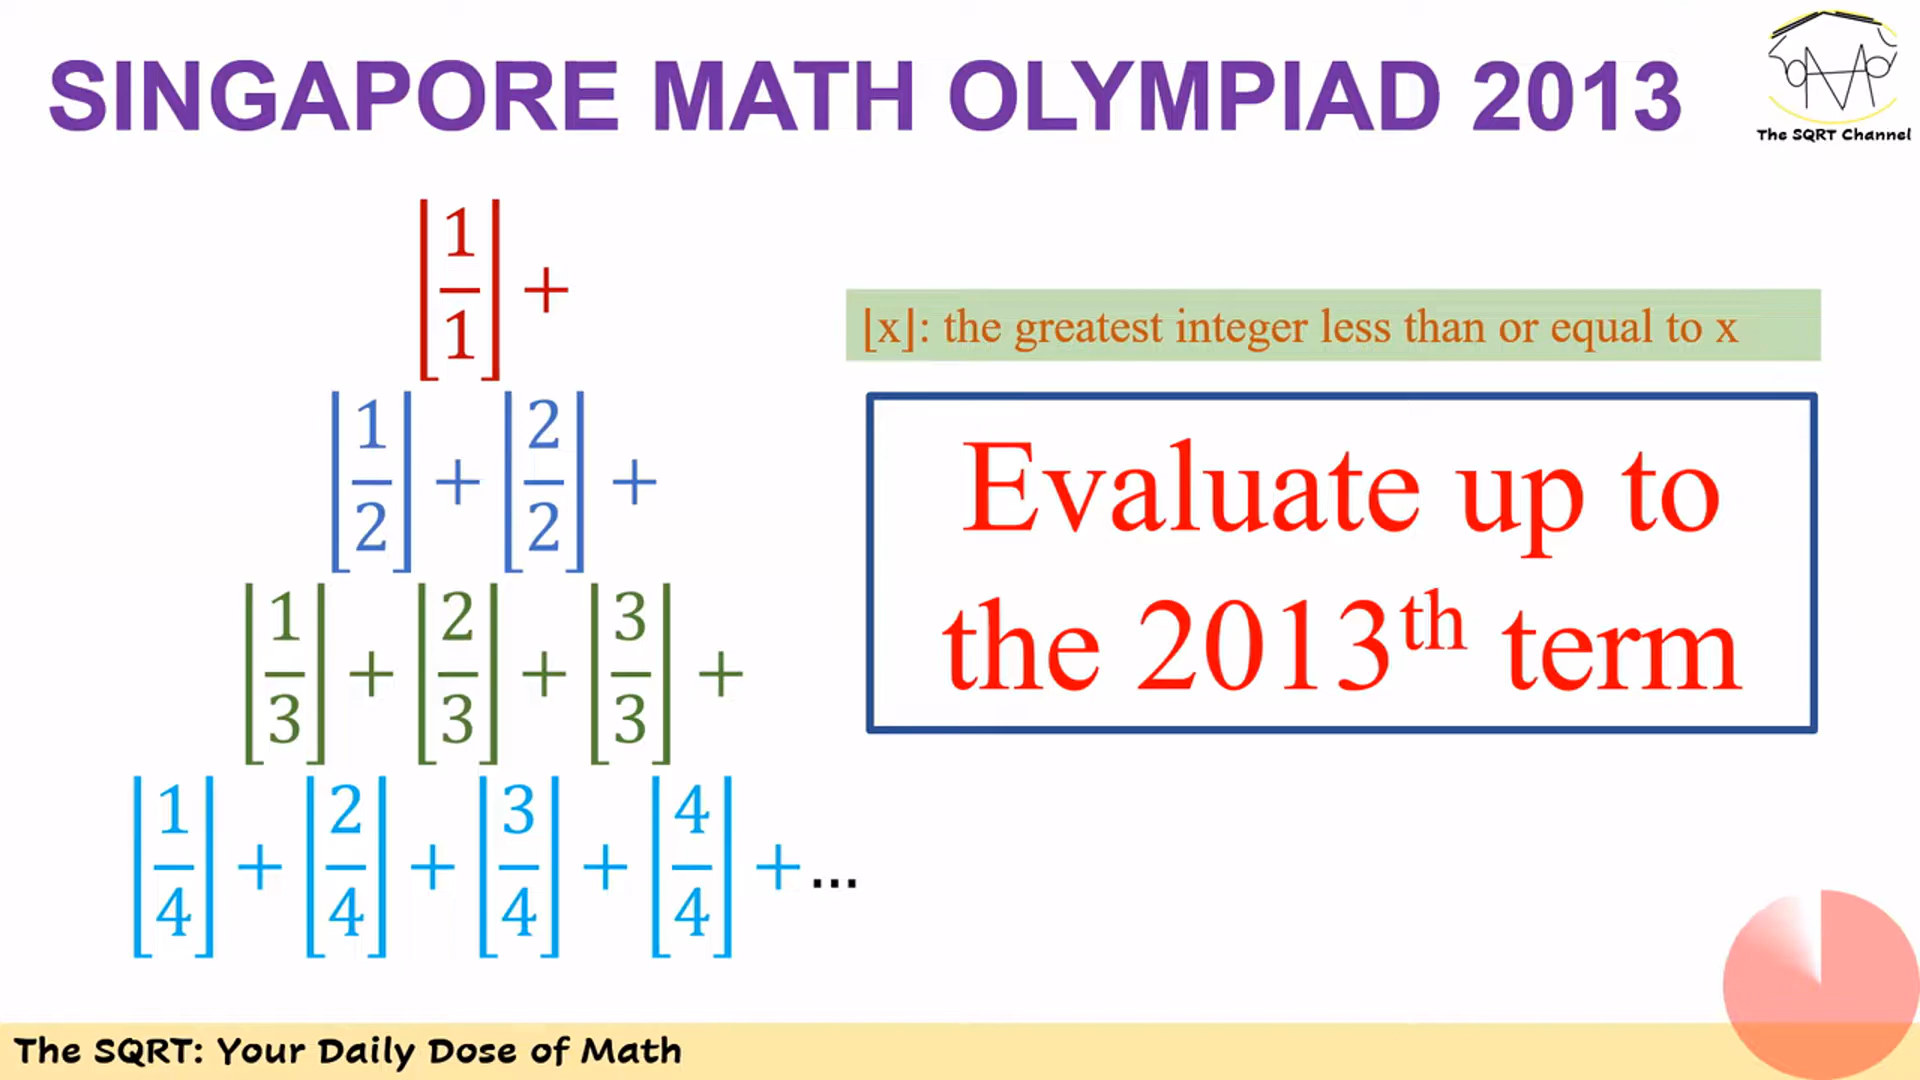 SINGAPORE MATH OLYMPIAD 2013
The SQRT Channel
⌊1/1⌋ +
⌊x⌋: the greatest integer less than or equal to x
⌊1/2⌋ + ⌊2/2⌋ +
Evaluate up to
the 2013th term
⌊1/3⌋ + ⌊2/3⌋ + ⌊3/3⌋ +
⌊1/4⌋ + ⌊2/4⌋ + ⌊3/4⌋ + ⌊4/4⌋ + ...
The SQRT: Your Daily Dose of Math